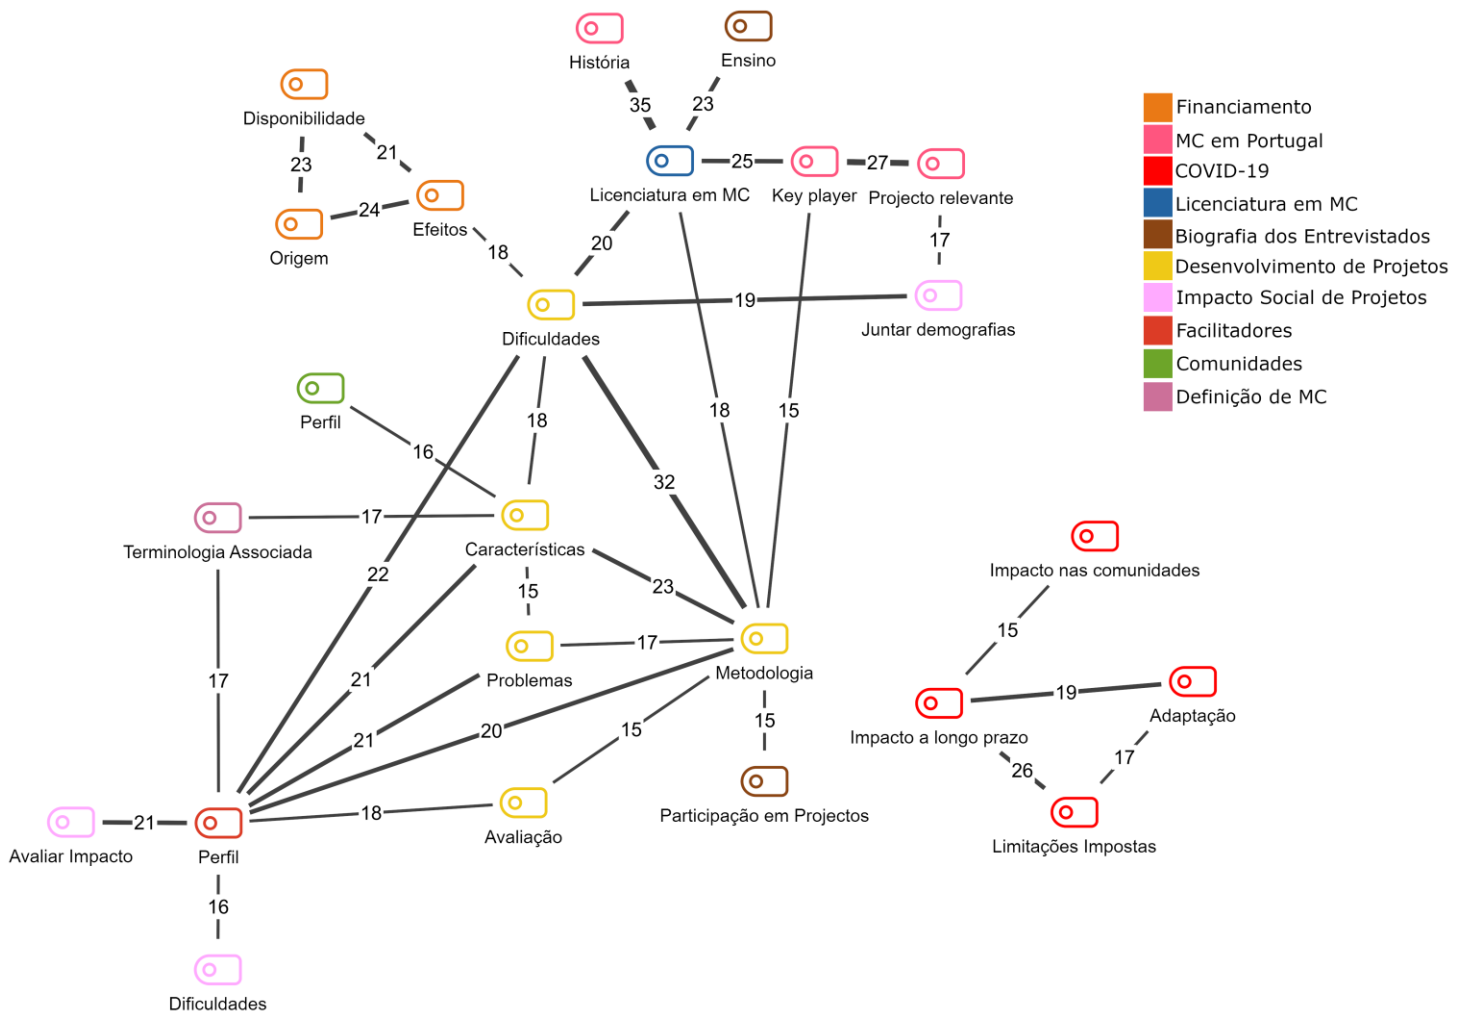 História
Ensino
35
23
Disponibilidade
23
21
24
Origem
Efeitos
18
Licenciatura em MC
25
Key player
27
Projecto relevante
20
17
Dificuldades
19
Juntar demografias
Perfil
16
18
32
18
15
Terminologia Associada
17
Características
22
15
23
17
21
Problemas
17
Metodologia
21
20
15
15
Avaliar Impacto
21
Perfil
18
Avaliação
Participação em Projectos
16
Dificuldades
Impacto nas comunidades
15
Impacto a longo prazo
19
Adaptação
26
17
Limitações Impostas
Financiamento
MC em Portugal
COVID-19
Licenciatura em MC
Biografia dos Entrevistados
Desenvolvimento de Projetos
Impacto Social de Projetos
Facilitadores
Comunidades
Definição de MC